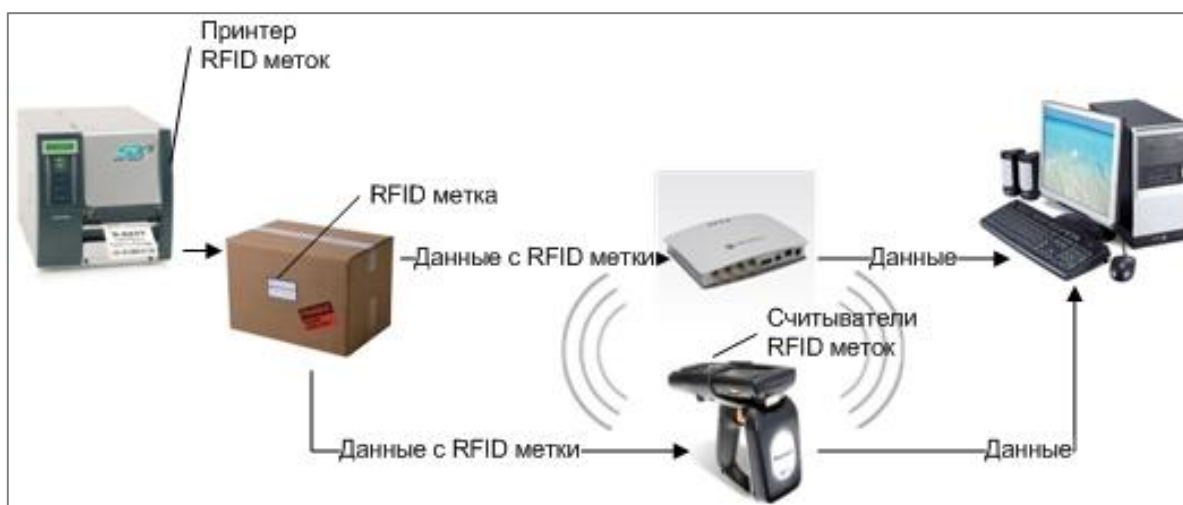 Принтер
RFID меток
RFID метка
Данные с RFID метки
Данные
Считыватели
RFID меток
Данные с RFID метки
Данные